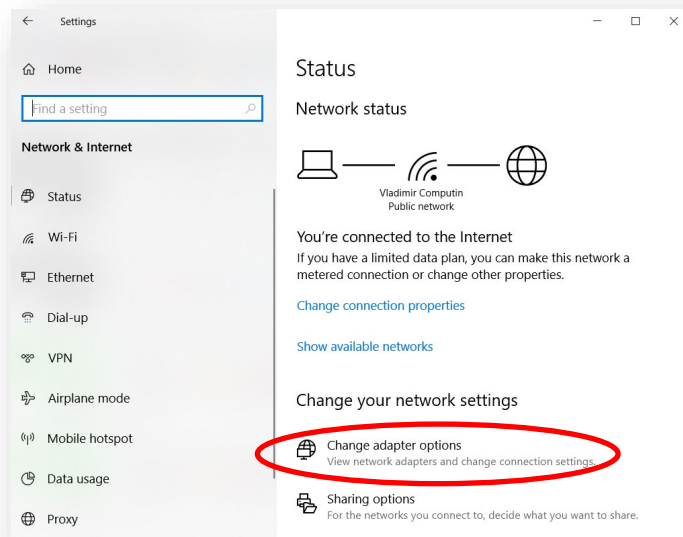 Settings
Home
Find a setting
Network & Internet
Status
Wi-Fi
Ethernet
Dial-up
VPN
Airplane mode
Mobile hotspot
Data usage
Proxy
Status
Network status
Vladimir Computin
Public network
You're connected to the Internet
If you have a limited data plan, you can make this network a
metered connection or change other properties.
Change connection properties
Show available networks
Change your network settings
Change adapter options
View network adapters and change connection settings.
Sharing options
For the networks you connect to, decide what you want to share.